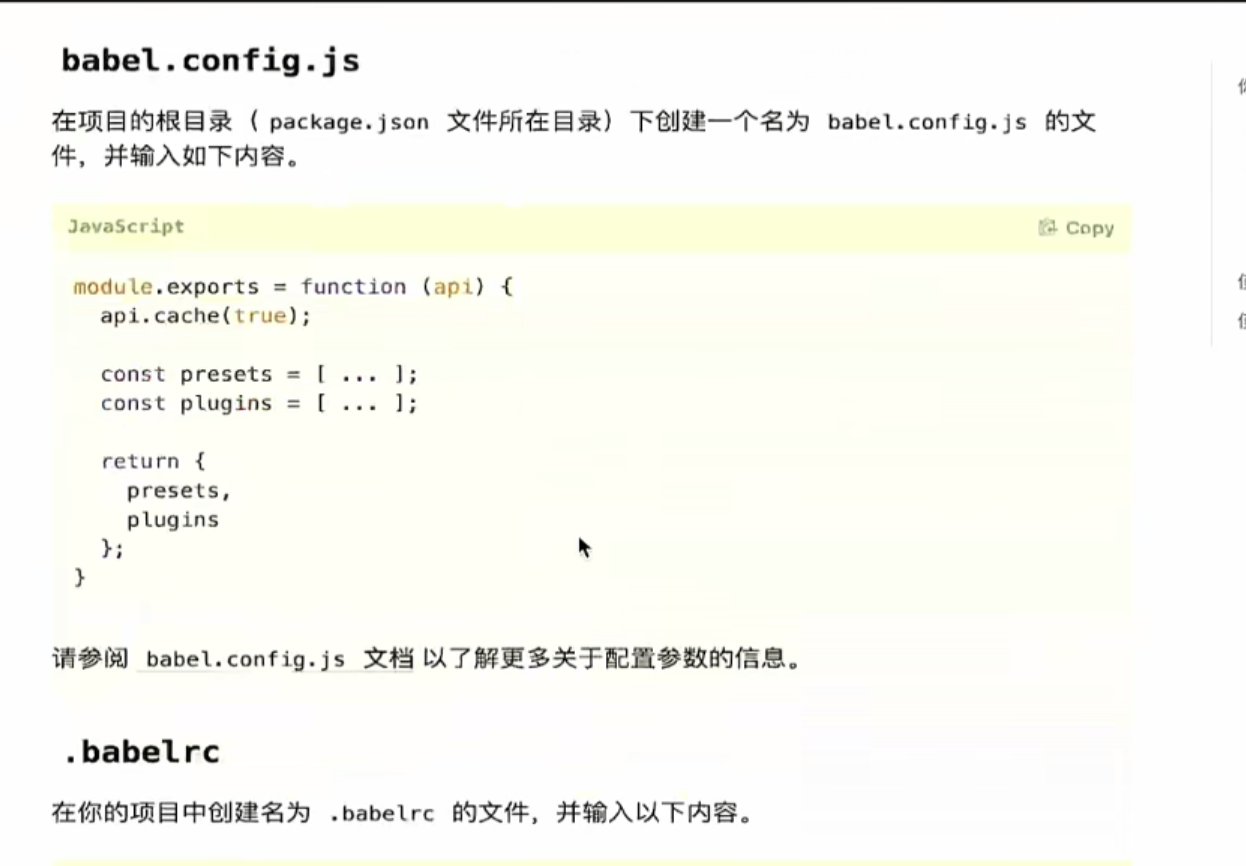 babel.config.js
在项目的根目录（ package.json 文件所在目录）下创建一个名为 babel.config.js 的文
件，并输入如下内容。
JavaScript
Copy
module.exports = function (api) {
  api.cache(true);
  const presets = [ ... ];
  const plugins = [ ... ];
  return {
    presets,
    plugins
  };
}
请参阅 babel.config.js 文档 以了解更多关于配置参数的信息。
.babelrc
在你的项目中创建名为 .babelrc 的文件，并输入以下内容。